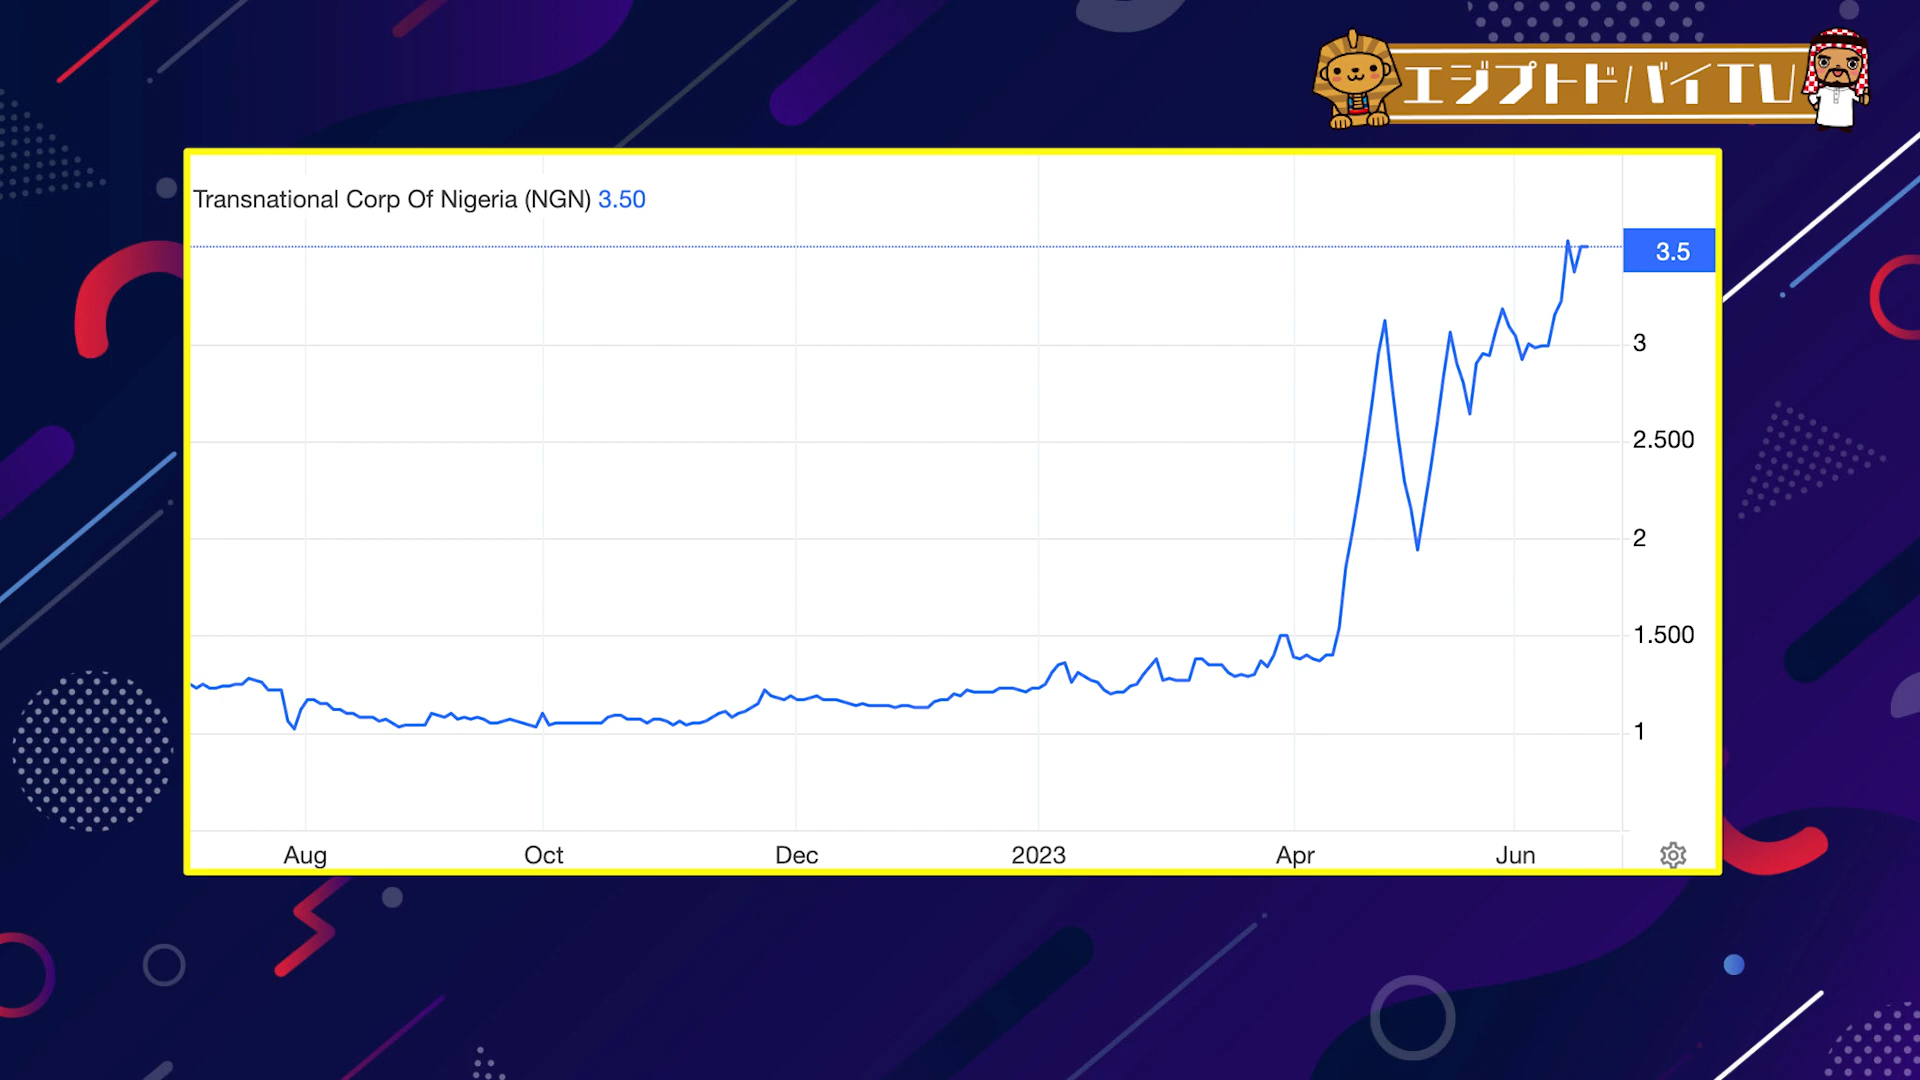 エジプトドバイTV
Transnational Corp Of Nigeria (NGN) 3.50
3.5
3
2.500
2
1.500
1
Aug Oct Dec 2023 Apr Jun